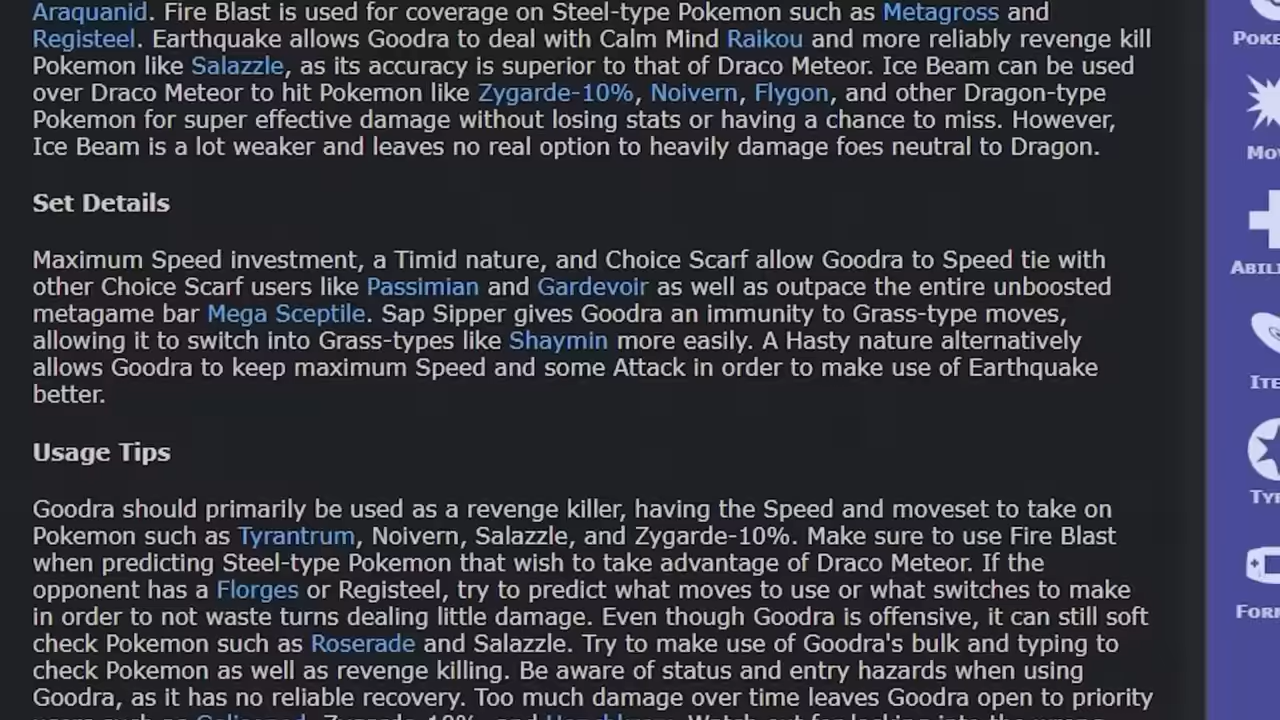 Araquanid. Fire Blast is used for coverage on Steel-type Pokemon such as Metagross and
Registeel. Earthquake allows Goodra to deal with Calm Mind Raikou and more reliably revenge kill
Pokemon like Salazzle, as its accuracy is superior to that of Draco Meteor. Ice Beam can be used
over Draco Meteor to hit Pokemon like Zygarde-10%, Noivern, Flygon, and other Dragon-type
Pokemon for super effective damage without losing stats or having a chance to miss. However,
Ice Beam is a lot weaker and leaves no real option to heavily damage foes neutral to Dragon.
Set Details
Maximum Speed investment, a Timid nature, and Choice Scarf allow Goodra to Speed tie with
other Choice Scarf users like Passimian and Gardevoir as well as outpace the entire unboosted
metagame bar Mega Sceptile. Sap Sipper gives Goodra an immunity to Grass-type moves,
allowing it to switch into Grass-types like Shaymin more easily. A Hasty nature alternatively
allows Goodra to keep maximum Speed and some Attack in order to make use of Earthquake
better.
Usage Tips
Goodra should primarily be used as a revenge killer, having the Speed and moveset to take on
Pokemon such as Tyrantrum, Noivern, Salazzle, and Zygarde-10%. Make sure to use Fire Blast
when predicting Steel-type Pokemon that wish to take advantage of Draco Meteor. If the
opponent has a Florges or Registeel, try to predict what moves to use or what switches to make
in order to not waste turns dealing little damage. Even though Goodra is offensive, it can still soft
check Pokemon such as Roserade and Salazzle. Try to make use of Goodra's bulk and typing to
check Pokemon as well as revenge killing. Be aware of status and entry hazards when using
Goodra, as it has no reliable recovery. Too much damage over time leaves Goodra open to priority
Zygarde-10%, and
POKE
MOV
ABILI
ITE
TYP
FORM